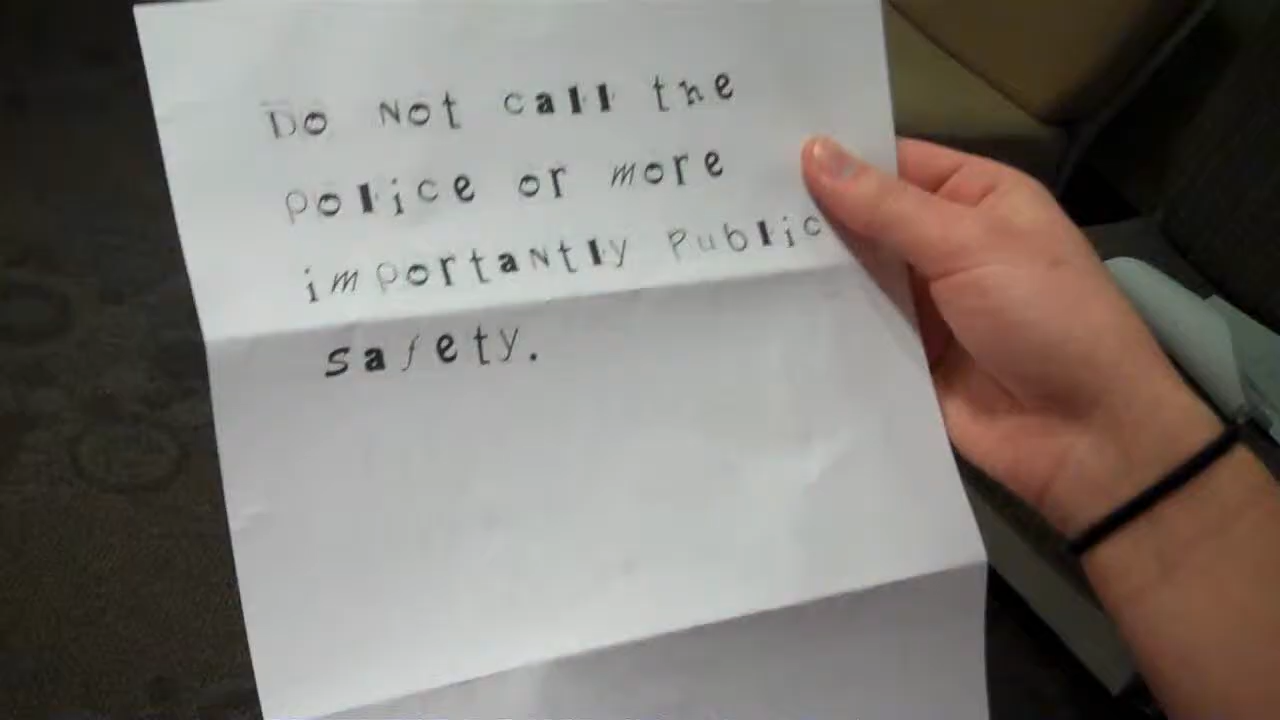 Do Not call the
police or more
importantly Public
safety.